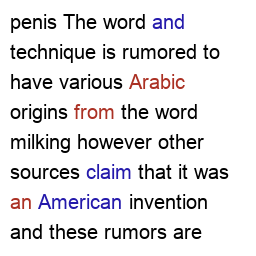 penis The word and
technique is rumored to
have various Arabic
origins from the word
milking however other
sources claim that it was
an American invention
and these rumors are